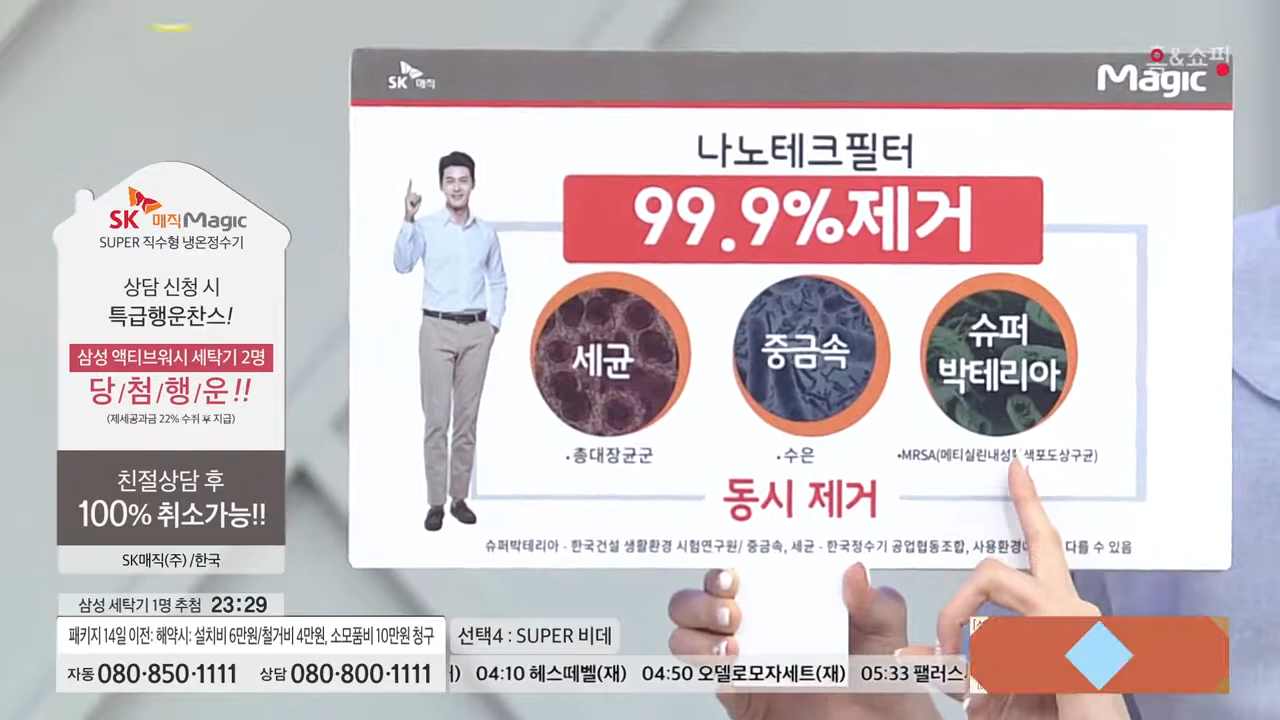 홈&쇼핑
SK매직
Magic
나노테크필터
99.9%제거
세균
중금속
슈퍼
박테리아
•총대장균군
•수은
•MRSA(메티실린내성 색포도상구균)
동시 제거
슈퍼박테리아 - 한국건설 생활환경 시험연구원/ 중금속, 세균 - 한국정수기 공업협동조합, 사용환경에 다를 수 있음
SK매직Magic
SUPER 직수형 냉온정수기
상담 신청 시
특급행운찬스!
삼성 액티브워시 세탁기 2명
당/첨/행/운!!
(제세공과금 22% 수취 후 지급)
친절상담 후
100% 취소가능!!
SK매직(주)/한국
삼성 세탁기 1명 추첨 23:29
패키지 14일 이전: 해약시: 설치비 6만원/철거비 4만원, 소모품비 10만원 청구
선택4 : SUPER 비데
자동 080·850·1111 상담 080·800·1111
04:10 헤스떼벨(재) 04:50 오델로모자세트(재) 05:33 팰러스